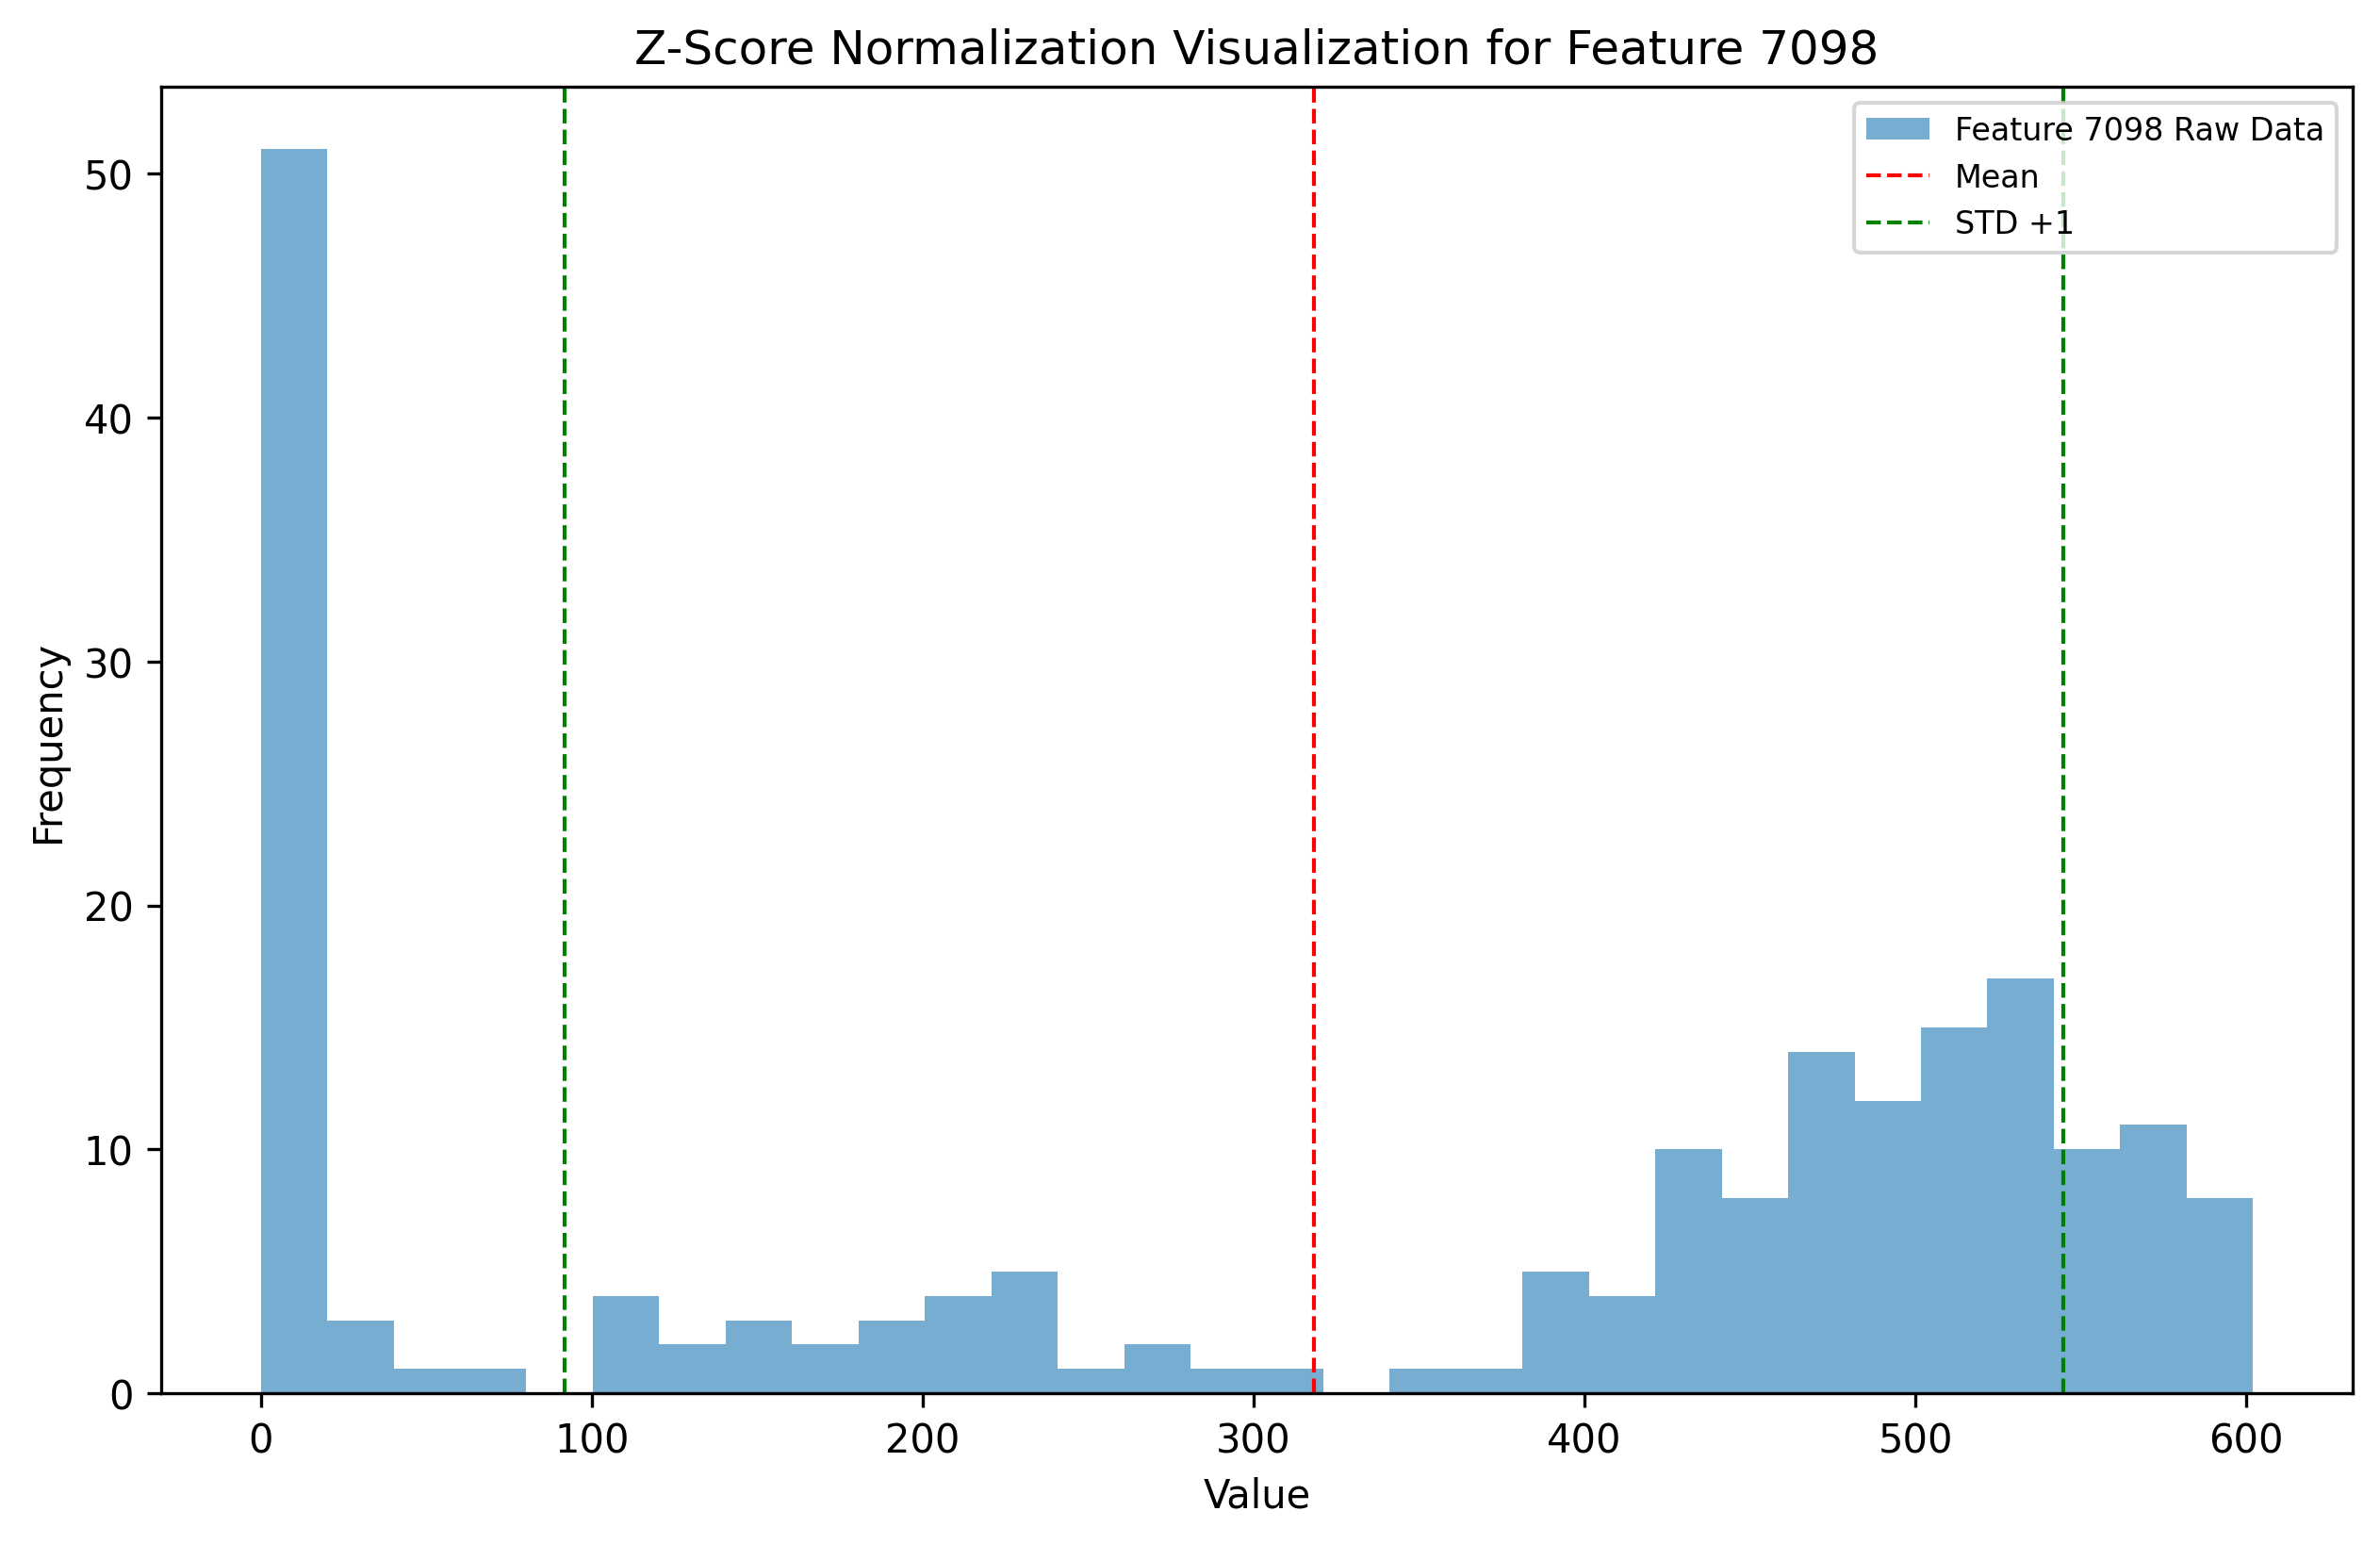 Z-Score Normalization Visualization for Feature 7098
Feature 7098 Raw Data
Mean
STD +1
Frequency
50
40
30
20
10
0
0 100 200 300 400 500 600
Value